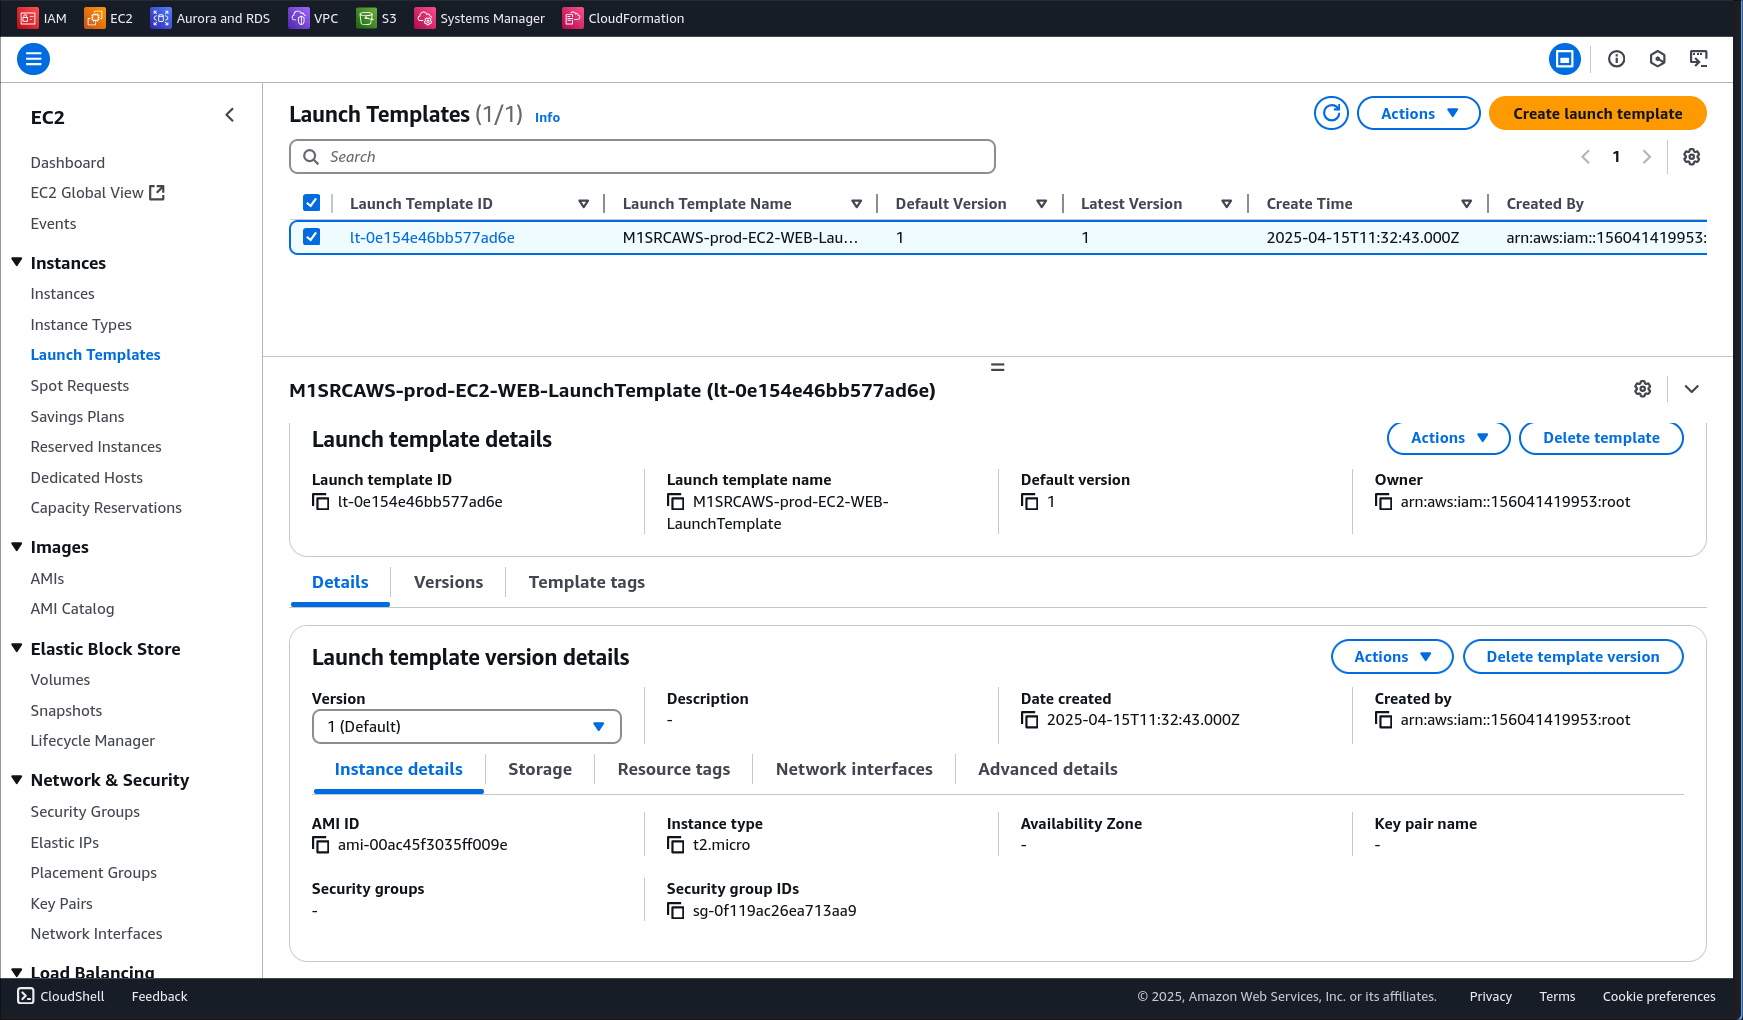 IAM EC2 Aurora and RDS VPC S3 Systems Manager CloudFormation
EC2
Dashboard
EC2 Global View
Events
Instances
Instances
Instance Types
Launch Templates
Spot Requests
Savings Plans
Reserved Instances
Dedicated Hosts
Capacity Reservations
Images
AMIs
AMI Catalog
Elastic Block Store
Volumes
Snapshots
Lifecycle Manager
Network & Security
Security Groups
Elastic IPs
Placement Groups
Key Pairs
Network Interfaces
Load Balancing
Launch Templates (1/1) Info
Actions Create launch template
Search
1
Launch Template ID Launch Template Name Default Version Latest Version Create Time Created By
lt-0e154e46bb577ad6e M1SRCAWS-prod-EC2-WEB-Lau... 1 1 2025-04-15T11:32:43.000Z arn:aws:iam::156041419953:
M1SRCAWS-prod-EC2-WEB-LaunchTemplate (lt-0e154e46bb577ad6e)
Launch template details Actions Delete template
Launch template ID Launch template name Default version Owner
lt-0e154e46bb577ad6e M1SRCAWS-prod-EC2-WEB- 1 arn:aws:iam::156041419953:root
LaunchTemplate
Details Versions Template tags
Launch template version details Actions Delete template version
Version Description Date created Created by
1 (Default) - 2025-04-15T11:32:43.000Z arn:aws:iam::156041419953:root
Instance details Storage Resource tags Network interfaces Advanced details
AMI ID Instance type Availability Zone Key pair name
ami-00ac45f3035ff009e t2.micro - -
Security groups Security group IDs
- sg-0f119ac26ea713aa9
CloudShell Feedback © 2025, Amazon Web Services, Inc. or its affiliates. Privacy Terms Cookie preferences